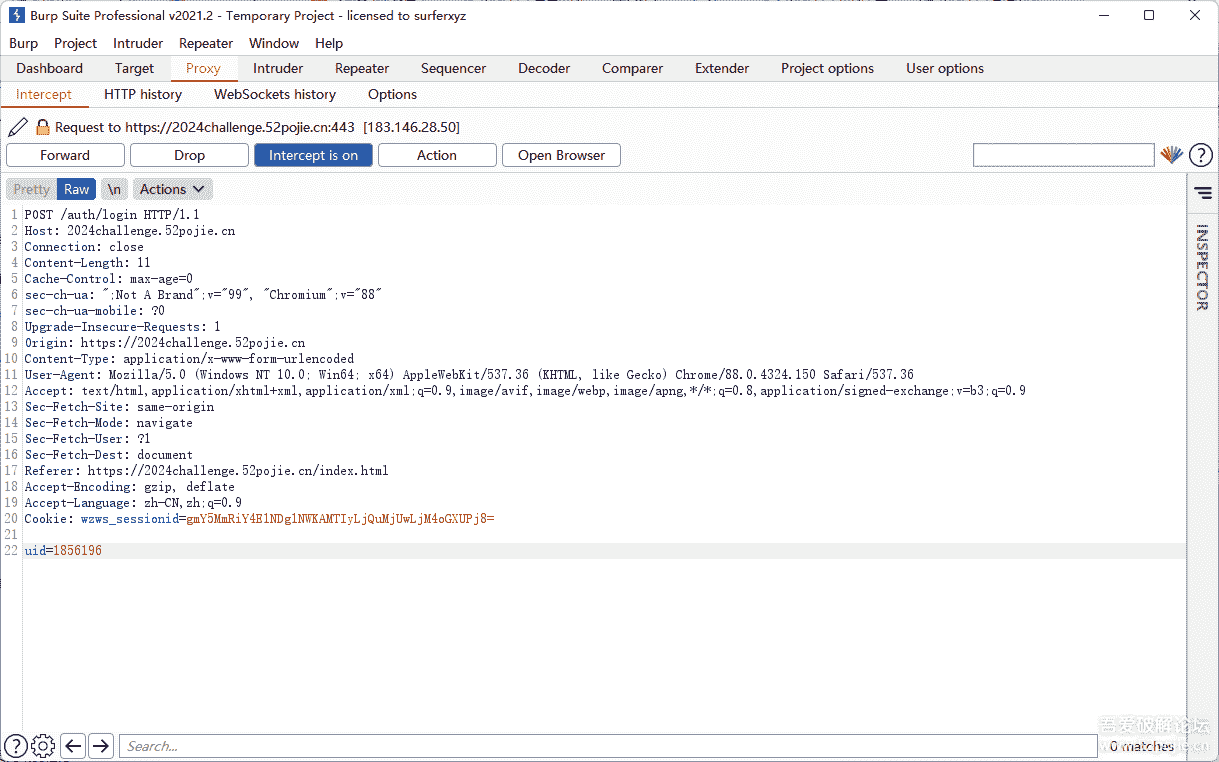 Burp Suite Professional v2021.2 - Temporary Project - licensed to surferxyz
Burp Project Intruder Repeater Window Help
Dashboard Target Proxy Intruder Repeater Sequencer Decoder Comparer Extender Project options User options
Intercept HTTP history WebSockets history Options
Request to https://2024challenge.52pojie.cn:443 [183.146.28.50]
Forward Drop Intercept is on Action Open Browser
Pretty Raw \n Actions
INSPECTOR
1 POST /auth/login HTTP/1.1
2 Host: 2024challenge.52pojie.cn
3 Connection: close
4 Content-Length: 11
5 Cache-Control: max-age=0
6 sec-ch-ua: ";Not A Brand";v="99", "Chromium";v="88"
7 sec-ch-ua-mobile: ?0
8 Upgrade-Insecure-Requests: 1
9 Origin: https://2024challenge.52pojie.cn
10 Content-Type: application/x-www-form-urlencoded
11 User-Agent: Mozilla/5.0 (Windows NT 10.0; Win64; x64) AppleWebKit/537.36 (KHTML, like Gecko) Chrome/88.0.4324.150 Safari/537.36
12 Accept: text/html,application/xhtml+xml,application/xml;q=0.9,image/avif,image/webp,image/apng,*/*;q=0.8,application/signed-exchange;v=b3;q=0.9
13 Sec-Fetch-Site: same-origin
14 Sec-Fetch-Mode: navigate
15 Sec-Fetch-User: ?1
16 Sec-Fetch-Dest: document
17 Referer: https://2024challenge.52pojie.cn/index.html
18 Accept-Encoding: gzip, deflate
19 Accept-Language: zh-CN,zh;q=0.9
20 Cookie: wzws_sessionid=gmY5MmRiY4E1NDg1NWKAMTIyLjQuMjUwLjM4oGXUPj8=
21
22 uid=1856196
吾爱破解论坛
Search...
0 matches